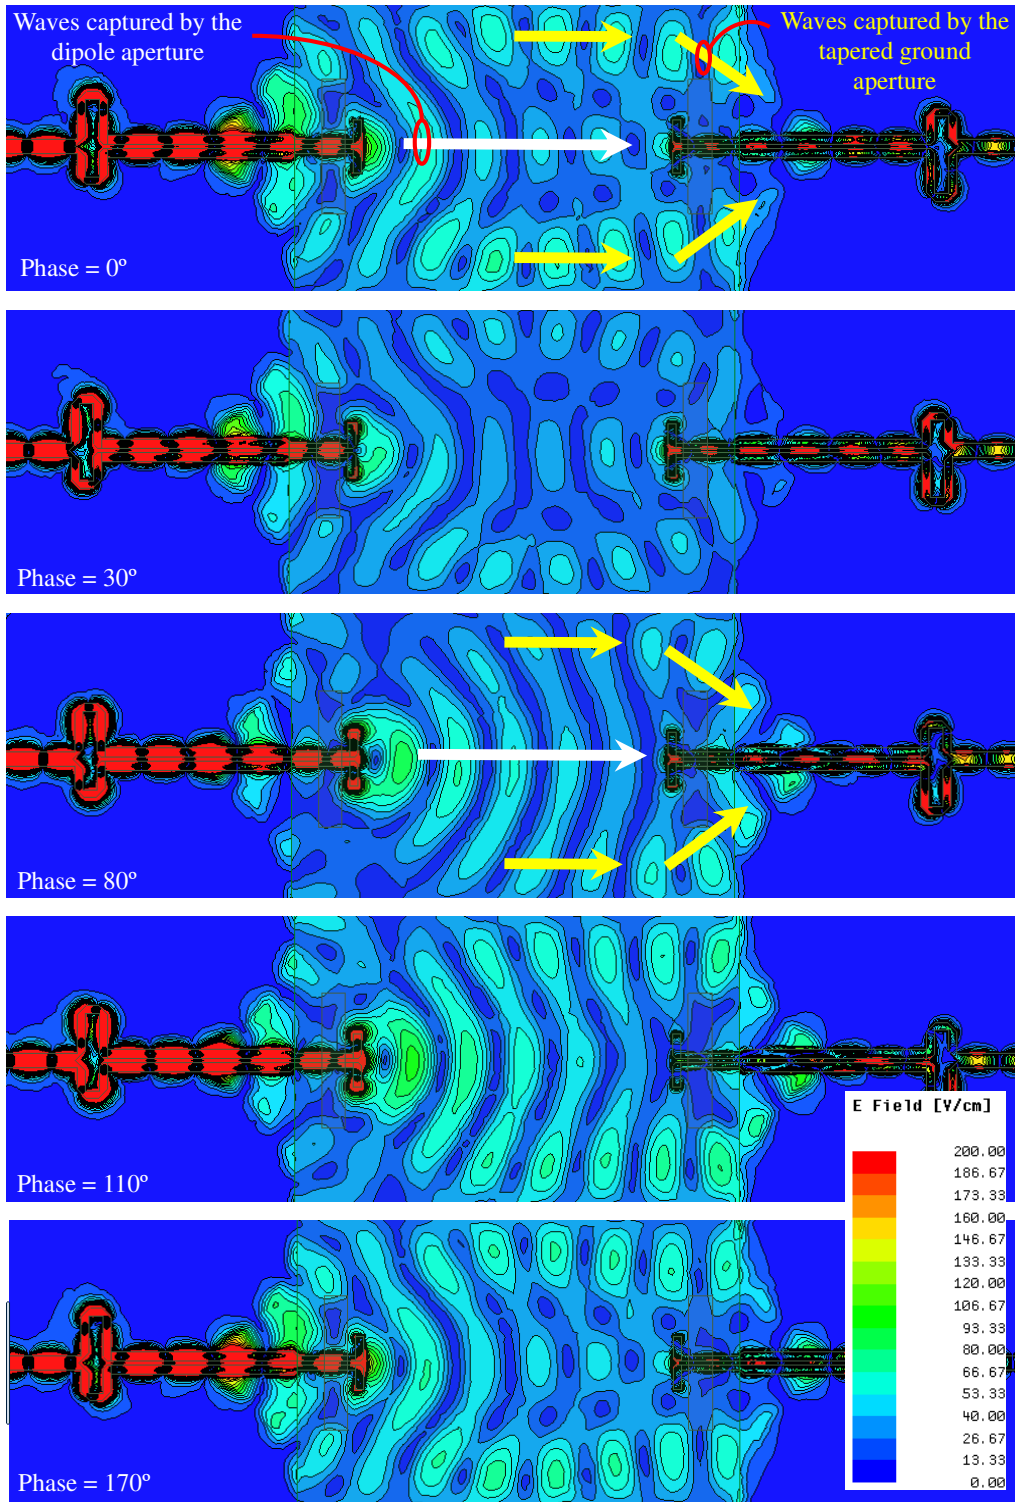 Waves captured by the
dipole aperture
Waves captured by the
tapered ground
aperture
Phase = 0º
Phase = 30º
Phase = 80º
Phase = 110º
E Field [V/cm]
200.00
186.67
173.33
160.00
146.67
133.33
120.00
106.67
93.33
80.00
66.67
53.33
40.00
26.67
13.33
0.00
Phase = 170º